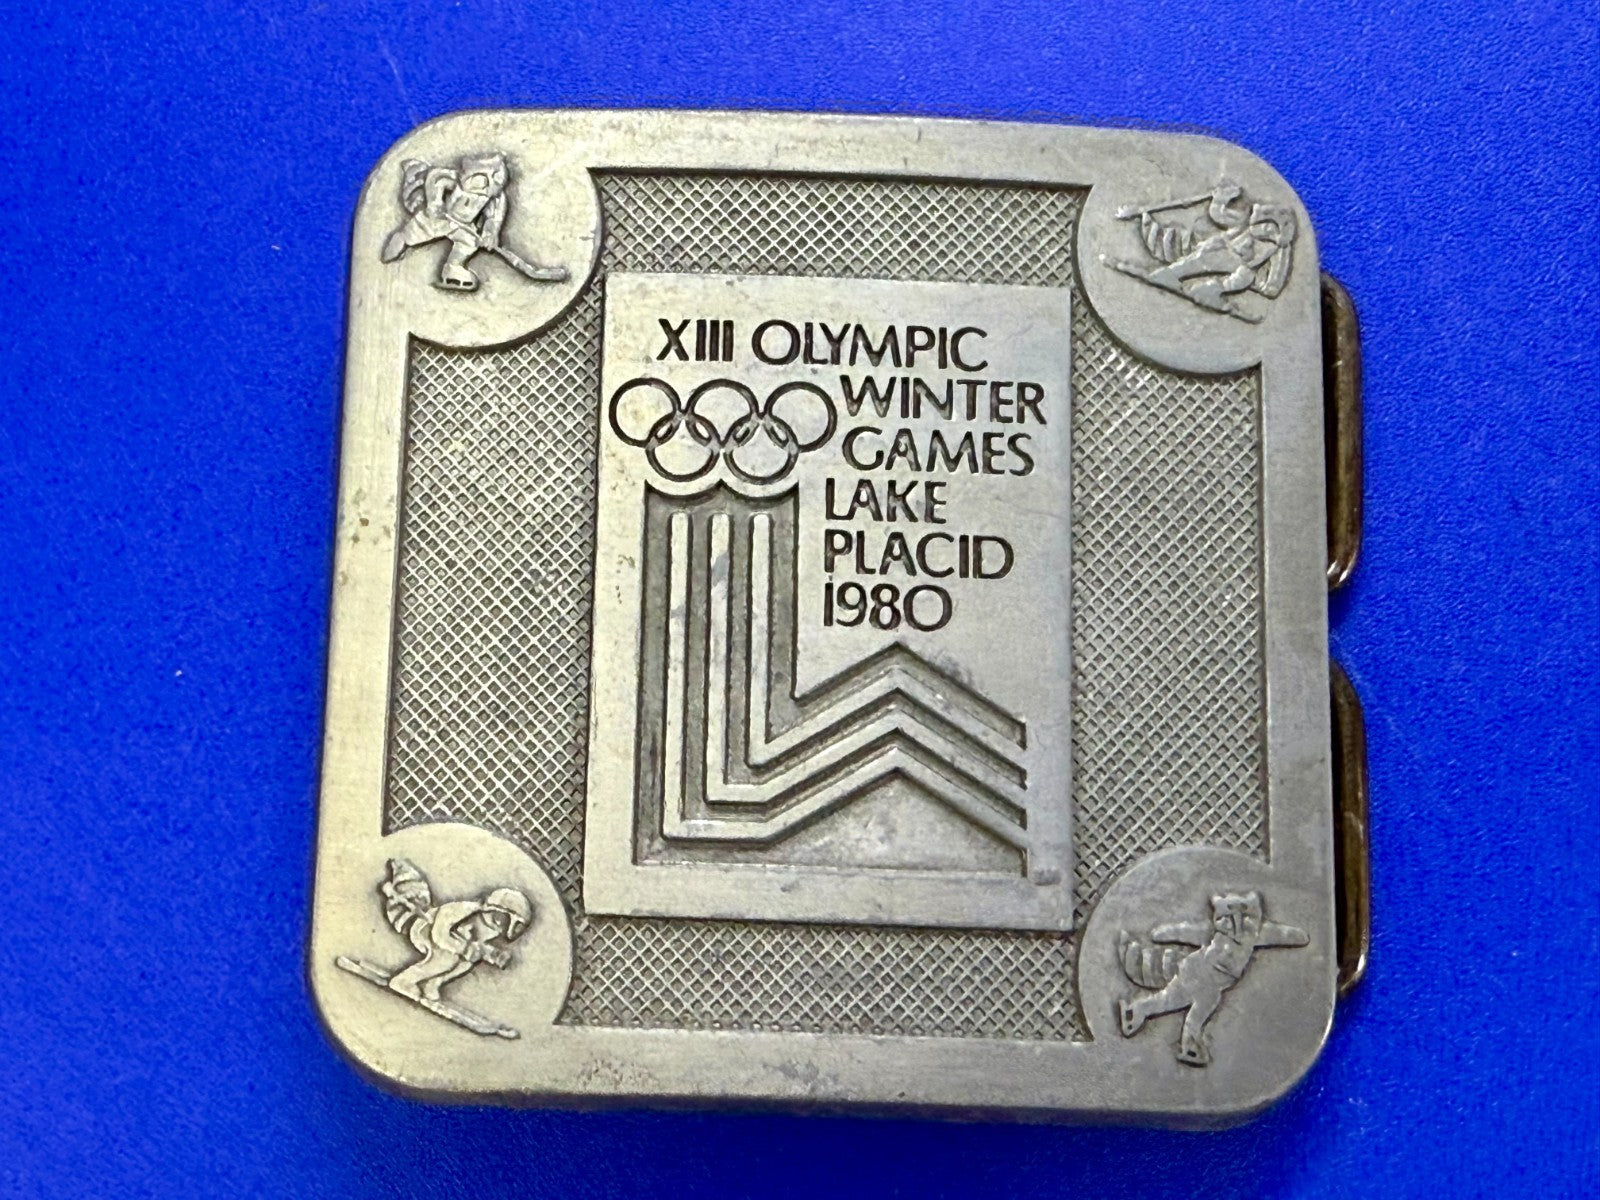 XIII OLYMPIC
WINTER
GAMES
LAKE
PLACID
1980